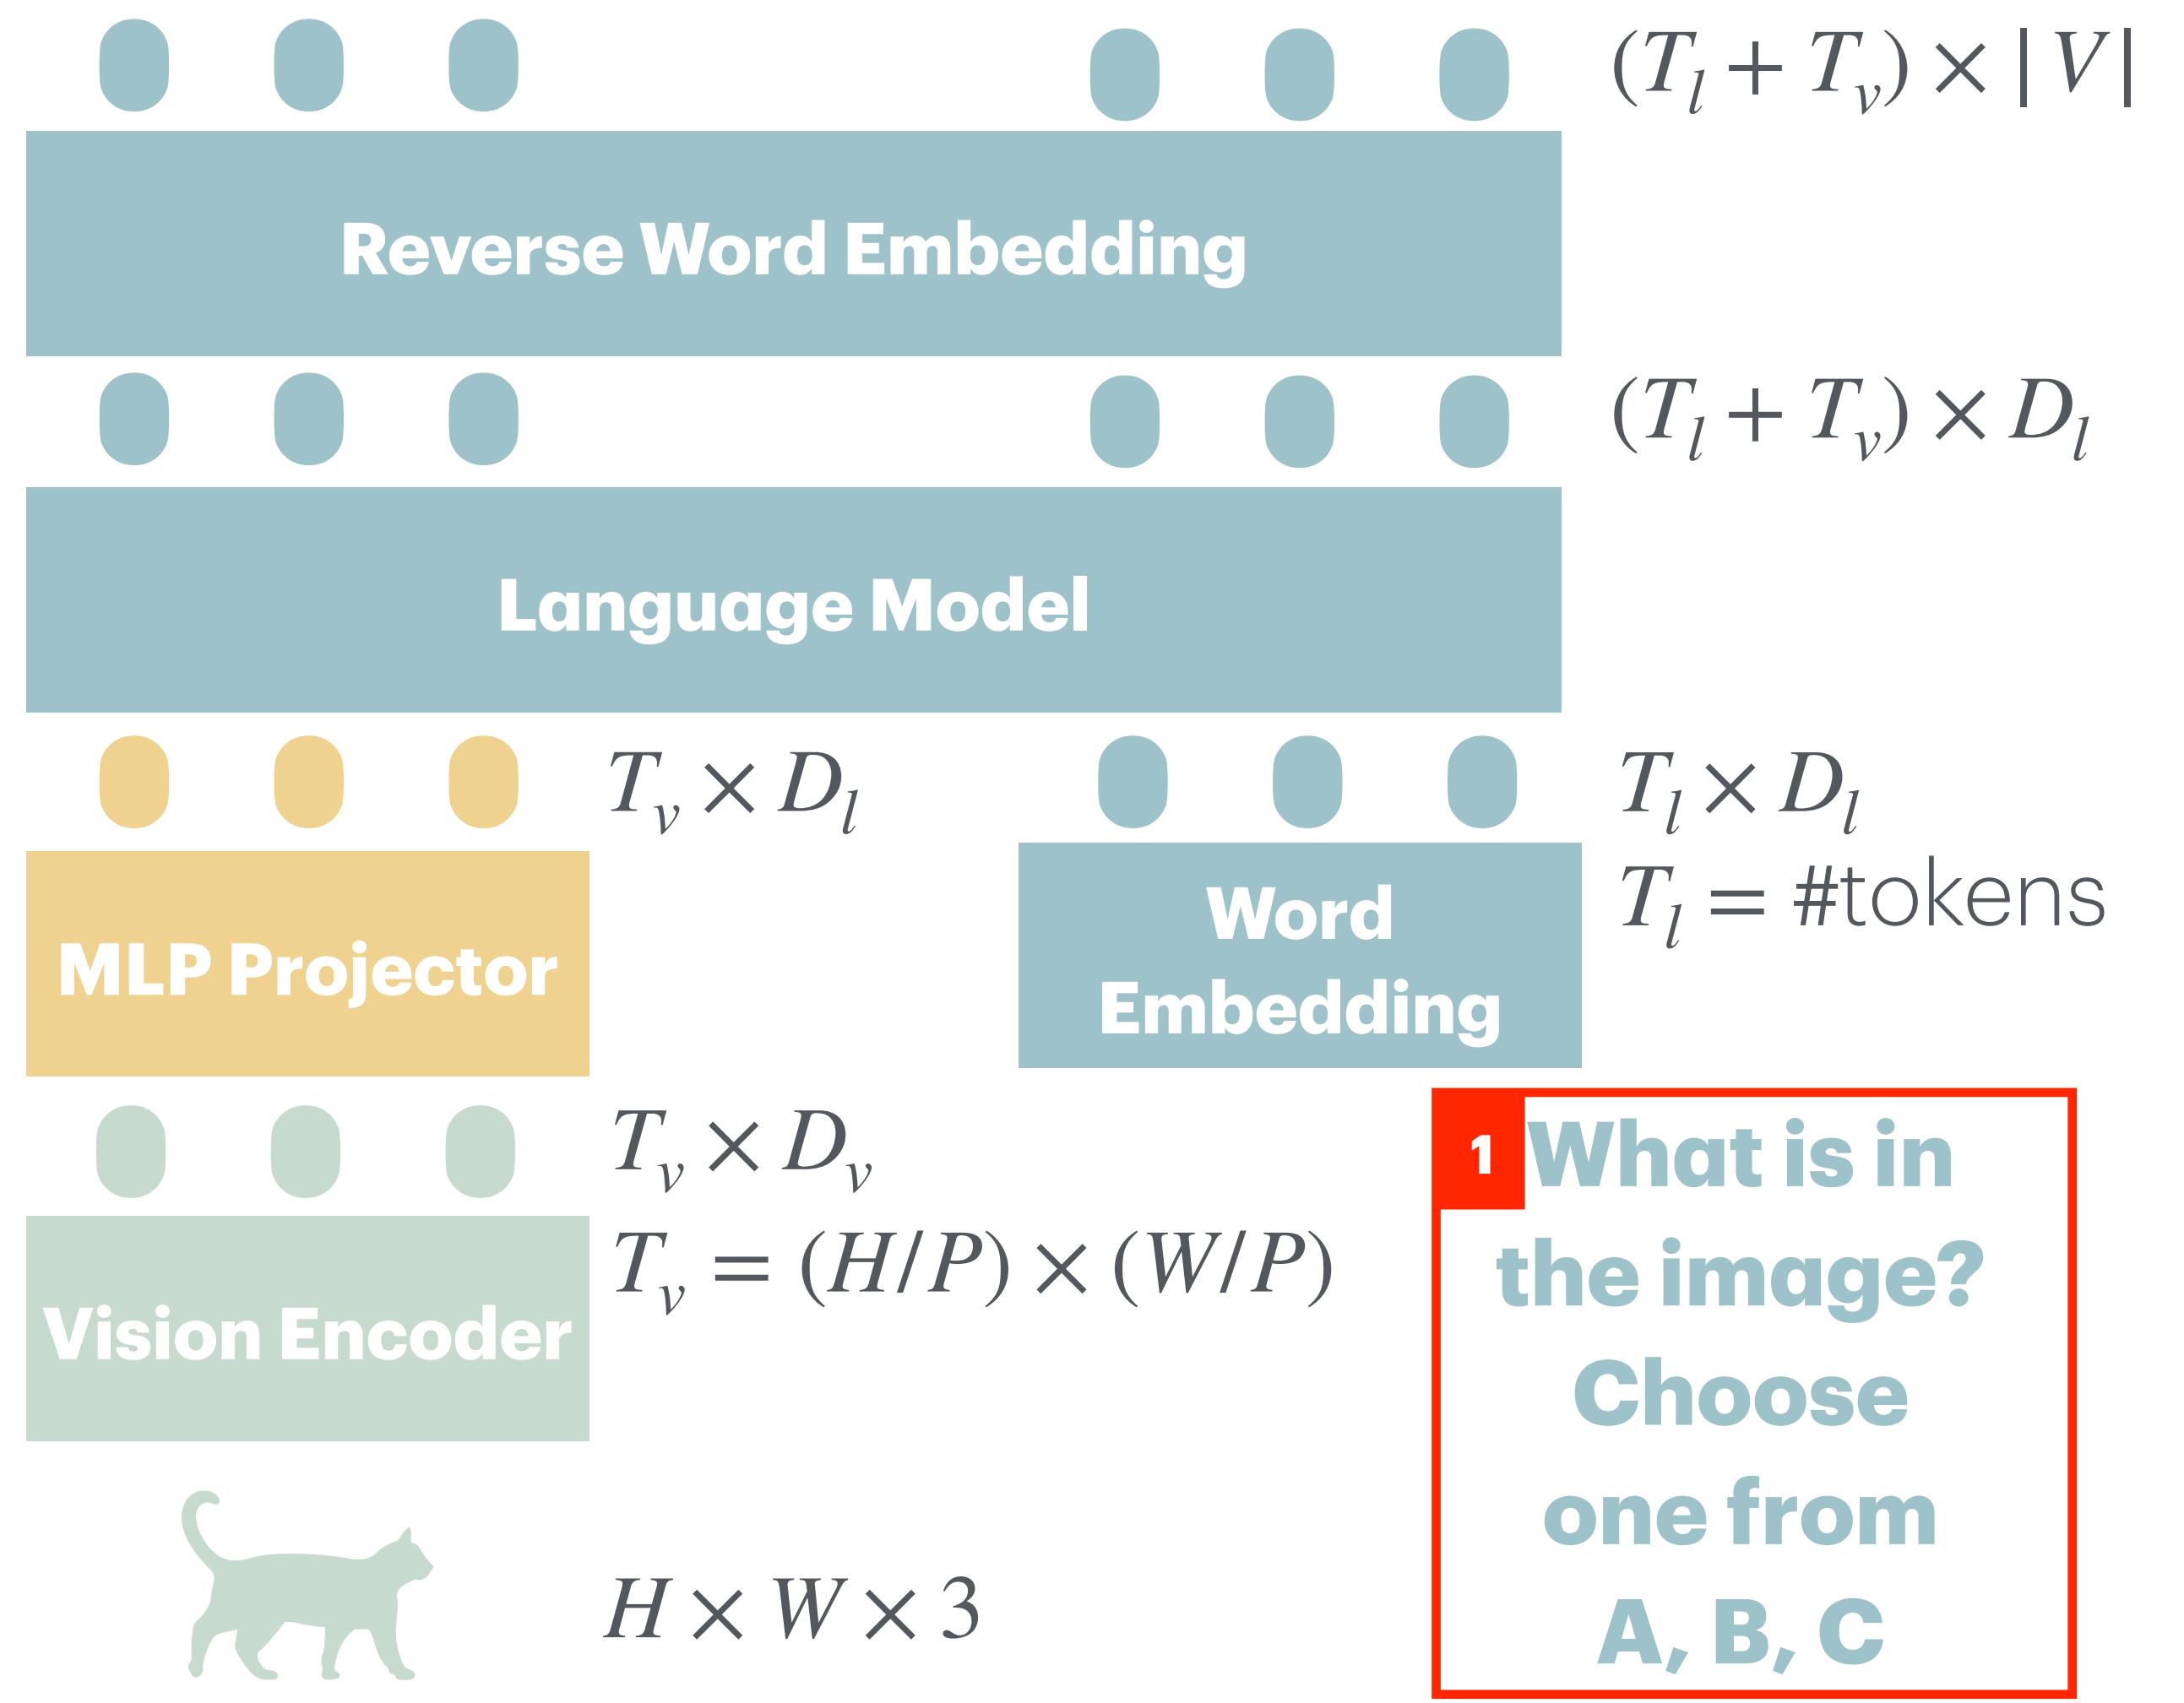 (T_l + T_v) × |V|
Reverse Word Embedding
(T_l + T_v) × D_l
Language Model
T_v × D_l
T_l × D_l
T_l = #tokens
MLP Projector
Word
Embedding
T_v × D_v
T_v = (H/P) × (W/P)
Vision Encoder
H × W × 3
1
What is in
the image?
Choose
one from
A, B, C